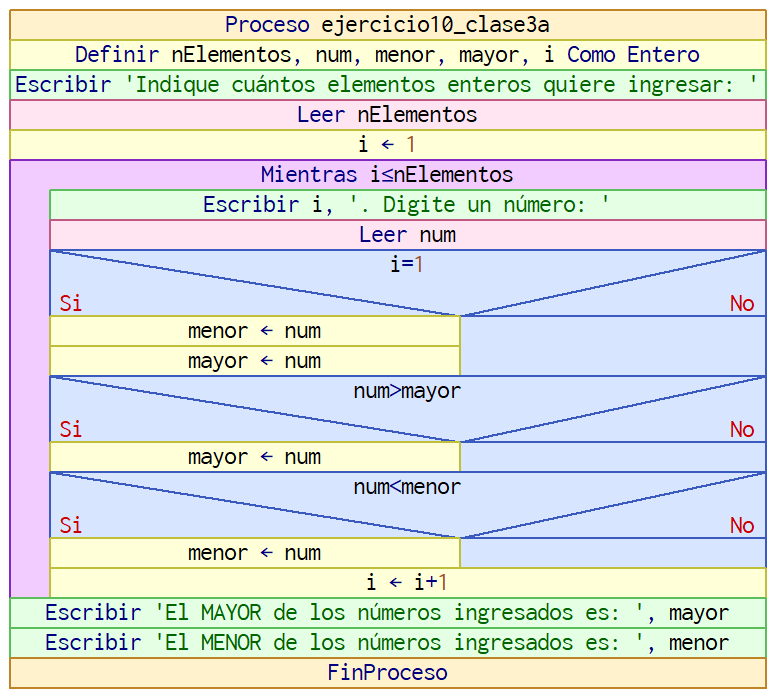 Proceso ejercicio10_clase3a
Definir nElementos, num, menor, mayor, i Como Entero
Escribir 'Indique cuántos elementos enteros quiere ingresar: '
Leer nElementos
i ← 1
Mientras i≤nElementos
Escribir i, '. Digite un número: '
Leer num
i=1
Si No
menor ← num
mayor ← num
num>mayor
Si No
mayor ← num
num<menor
Si No
menor ← num
i ← i+1
Escribir 'El MAYOR de los números ingresados es: ', mayor
Escribir 'El MENOR de los números ingresados es: ', menor
FinProceso